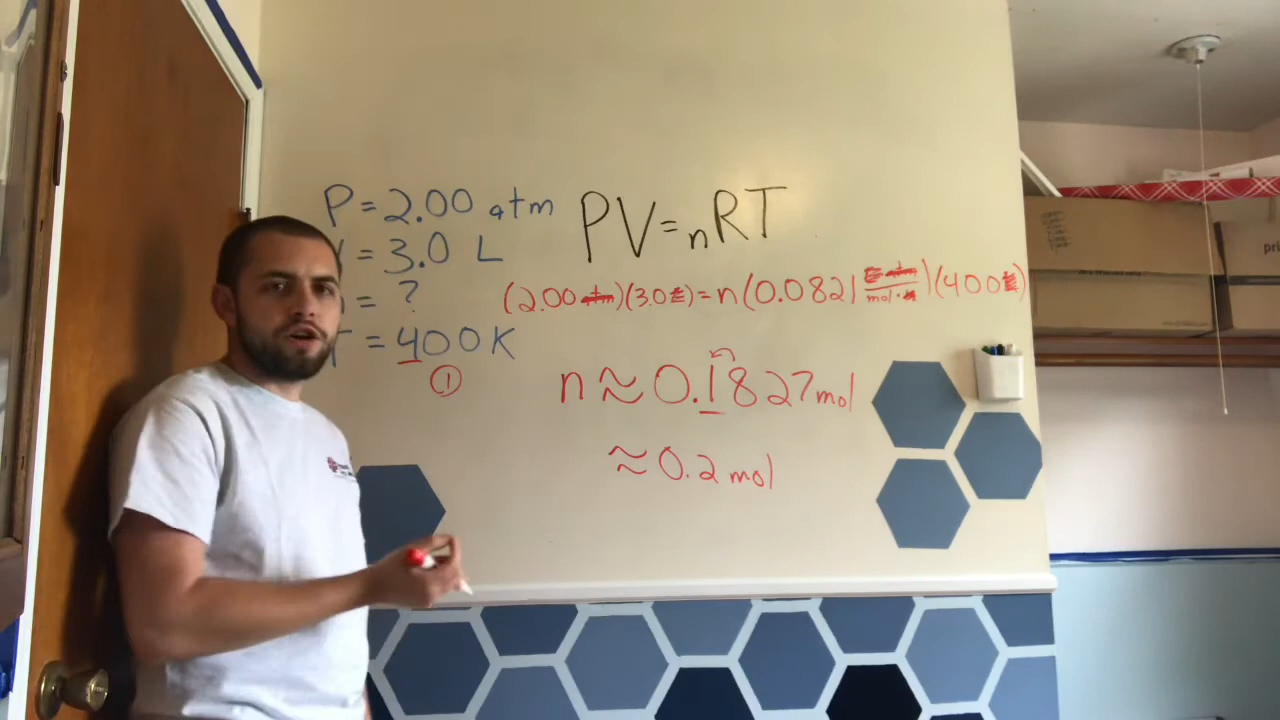 P = 2.00 atm
= 3.0 L
= ?
= 400 K
①
PV = nRT
(2.00 atm)(3.0 L) = n(0.0821 L·atm/mol·K)(400 K)
n ≈ 0.1827 mol
≈ 0.2 mol